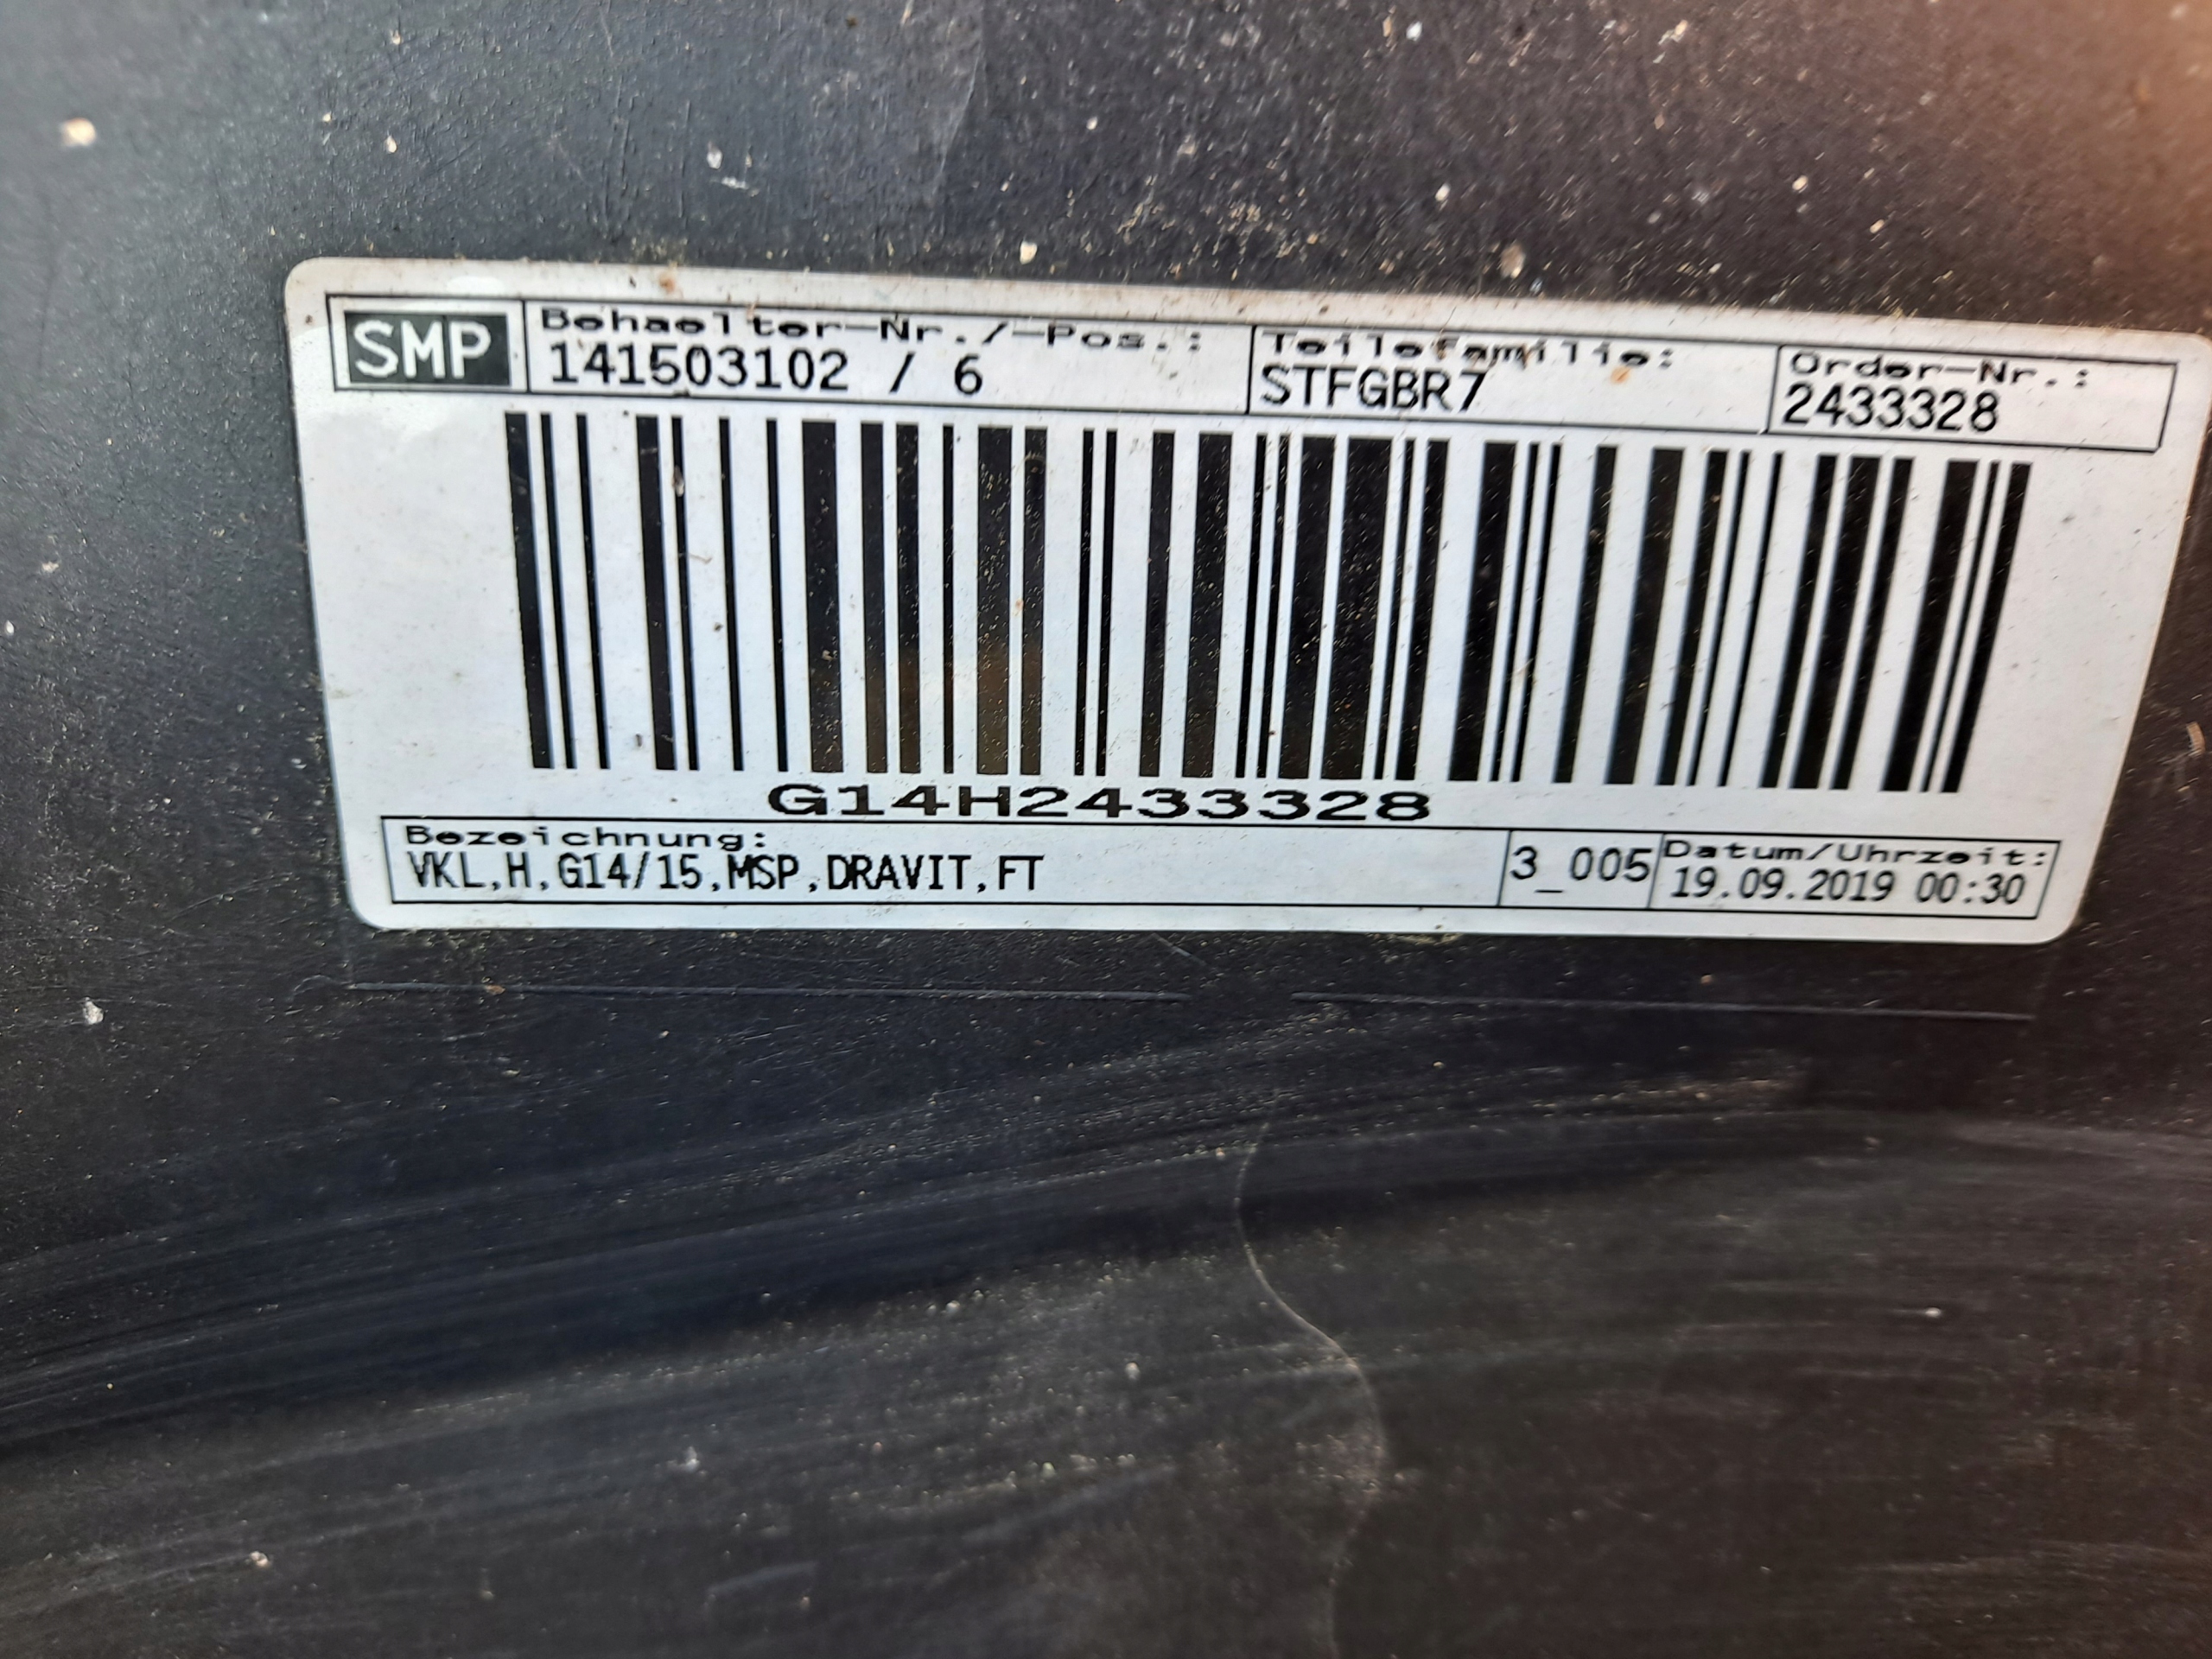 SMP
Behaelter-Nr./-Pos.:
141503102 / 6
Teilefamilie:
STFGBR7
Order-Nr.:
2433328
G14H2433328
Bezeichnung:
VKL,H,G14/15,MSP,DRAVIT,FT
3_005
Datum/Uhrzeit:
19.09.2019 00:30